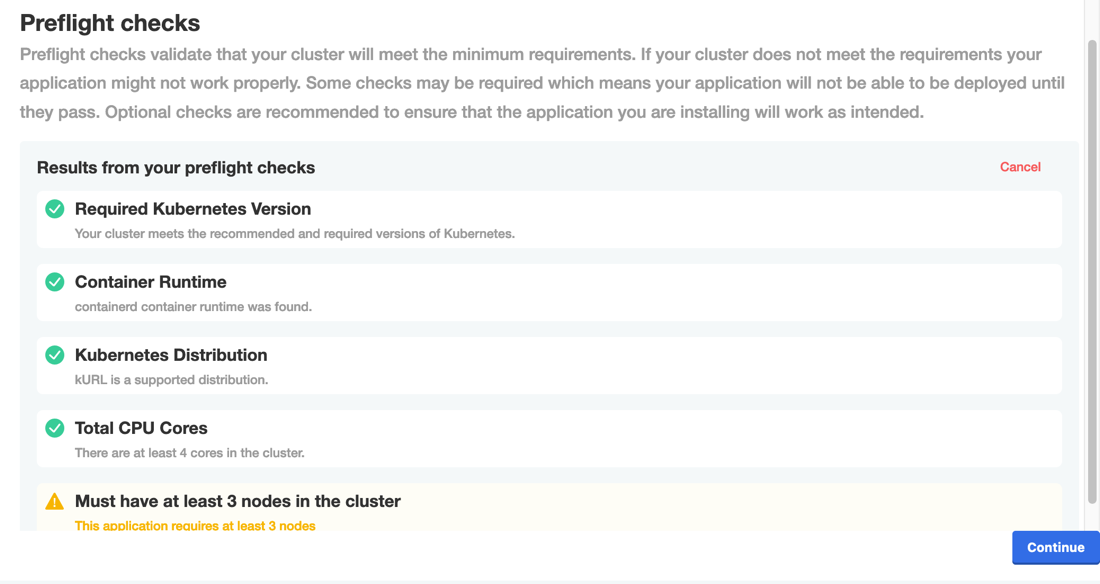 Preflight checks
Preflight checks validate that your cluster will meet the minimum requirements. If your cluster does not meet the requirements your
application might not work properly. Some checks may be required which means your application will not be able to be deployed until
they pass. Optional checks are recommended to ensure that the application you are installing will work as intended.
Results from your preflight checks
Cancel
Required Kubernetes Version
Your cluster meets the recommended and required versions of Kubernetes.
Container Runtime
containerd container runtime was found.
Kubernetes Distribution
kURL is a supported distribution.
Total CPU Cores
There are at least 4 cores in the cluster.
Must have at least 3 nodes in the cluster
This application requires at least 3 nodes
Continue